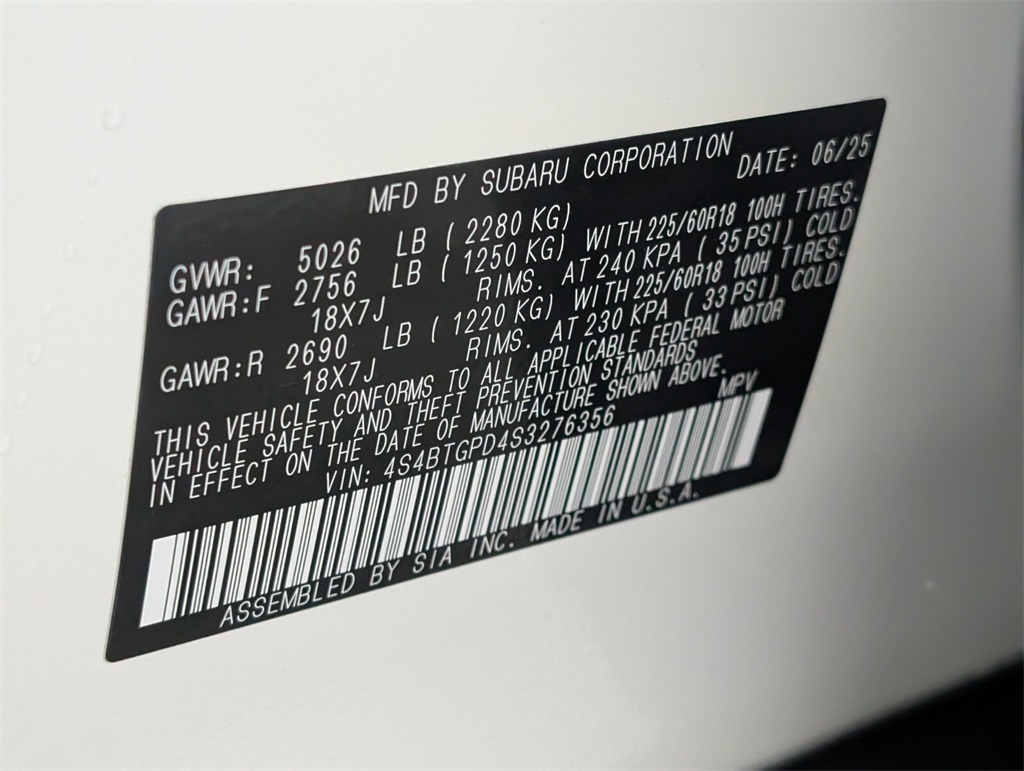 MFD BY SUBARU CORPORATION DATE: 06/25
GVWR: 5026 LB (2280 KG)
GAWR:F 2756 LB (1250 KG) WITH 225/60R18 100H TIRES.
18X7J RIMS. AT 240 KPA (35 PSI) COLD
GAWR:R 2690 LB (1220 KG) WITH 225/60R18 100H TIRES.
18X7J RIMS. AT 230 KPA (33 PSI) COLD
THIS VEHICLE CONFORMS TO ALL APPLICABLE FEDERAL MOTOR
VEHICLE SAFETY AND THEFT PREVENTION STANDARDS
IN EFFECT ON THE DATE OF MANUFACTURE SHOWN ABOVE.
VIN: 4S4BTGPD4S3276356 MPV
ASSEMBLED BY SIA INC. MADE IN U.S.A.